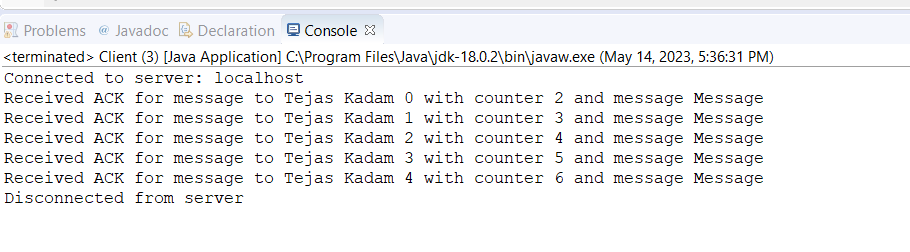 Problems @ Javadoc Declaration Console
<terminated> Client (3) [Java Application] C:\Program Files\Java\jdk-18.0.2\bin\javaw.exe (May 14, 2023, 5:36:31 PM)
Connected to server: localhost
Received ACK for message to Tejas Kadam 0 with counter 2 and message Message
Received ACK for message to Tejas Kadam 1 with counter 3 and message Message
Received ACK for message to Tejas Kadam 2 with counter 4 and message Message
Received ACK for message to Tejas Kadam 3 with counter 5 and message Message
Received ACK for message to Tejas Kadam 4 with counter 6 and message Message
Disconnected from server